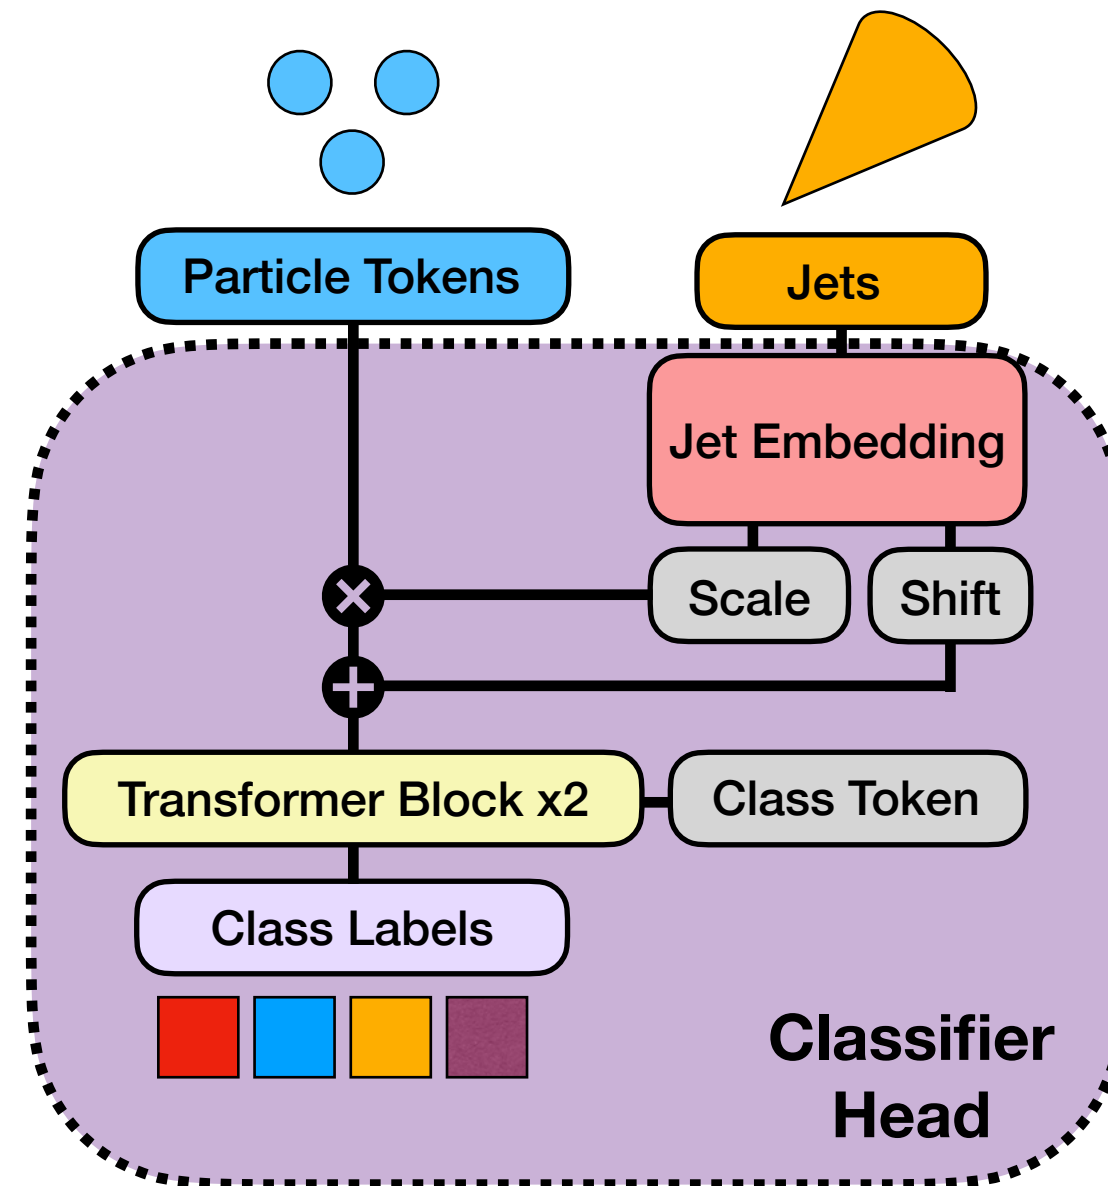 Particle Tokens
Jets
Jet Embedding
Scale
Shift
Transformer Block x2
Class Token
Class Labels
Classifier
Head